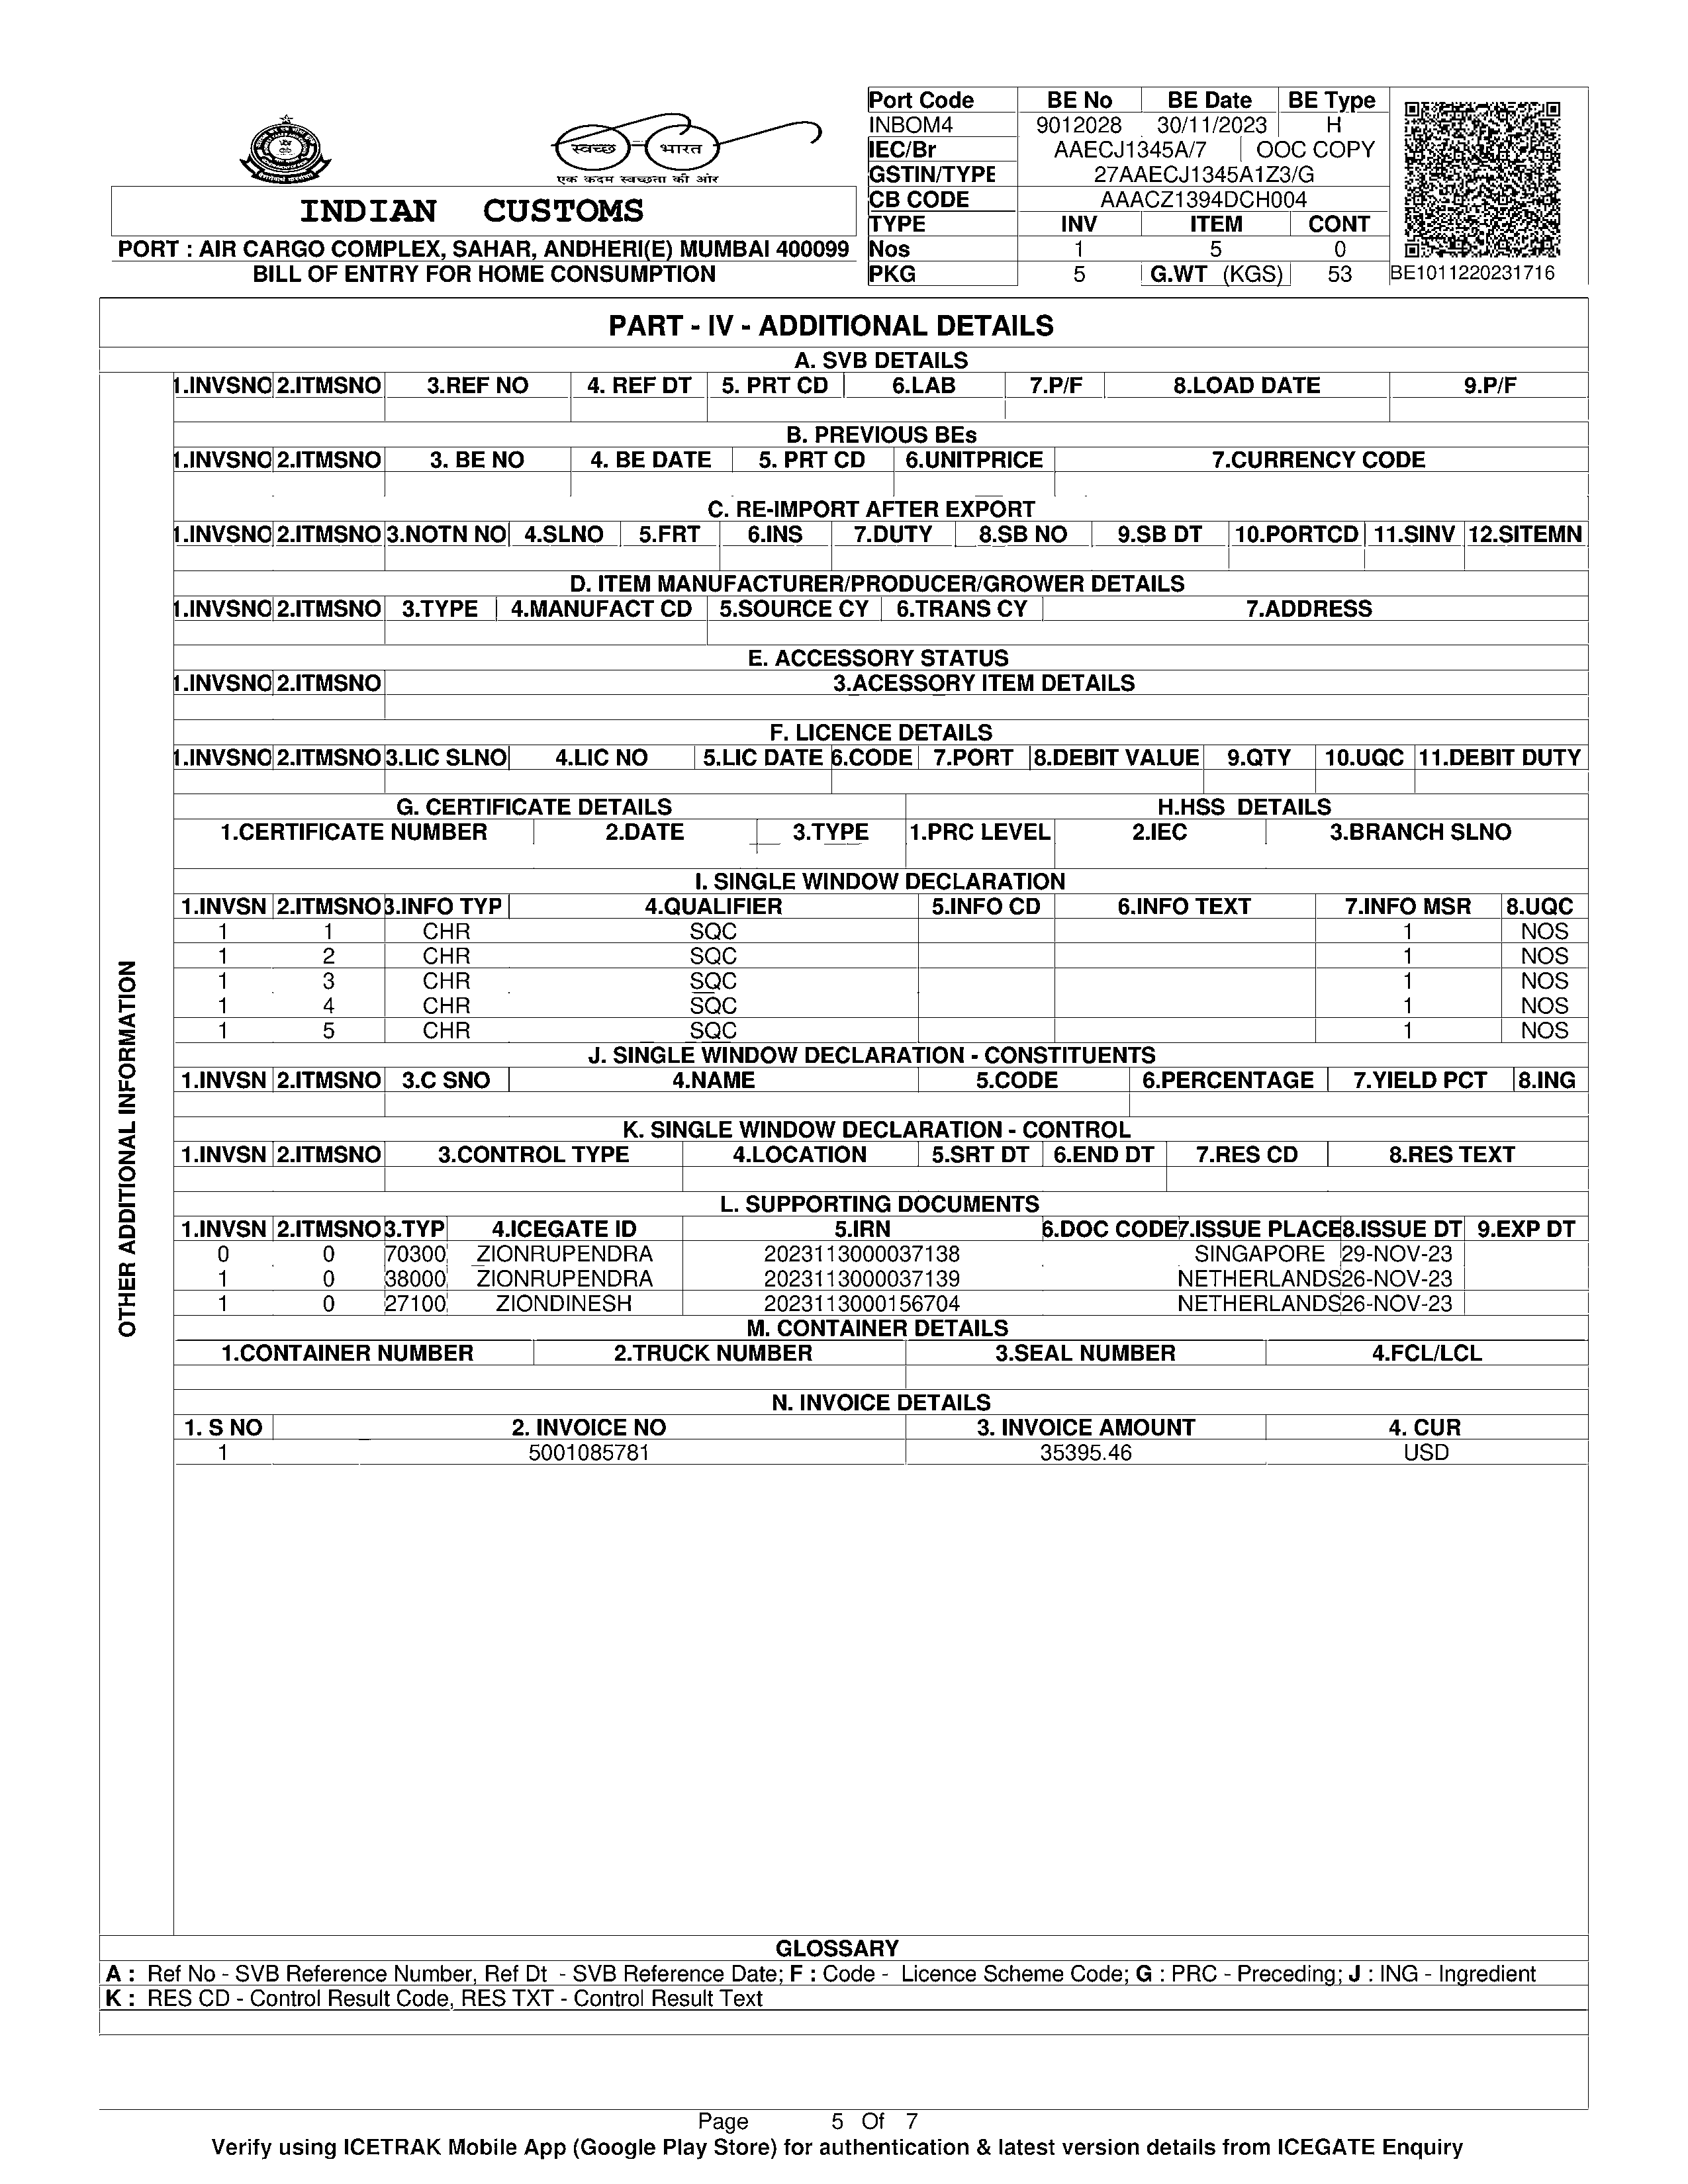 Port Code BE No BE Date BE Type
INBOM4 9012028 30/11/2023 H
IEC/Br AAECJ1345A/7 OOC COPY
GSTIN/TYPE 27AAECJ1345A1Z3/G
CB CODE AAACZ1394DCH004
TYPE INV ITEM CONT
Nos 1 5 0
PKG 5 G.WT (KGS) 53
BE1011220231716
स्वच्छ भारत
एक कदम स्वच्छता की ओर
INDIAN CUSTOMS
PORT : AIR CARGO COMPLEX, SAHAR, ANDHERI(E) MUMBAI 400099
BILL OF ENTRY FOR HOME CONSUMPTION
PART - IV - ADDITIONAL DETAILS
A. SVB DETAILS
1.INVSNO 2.ITMSNO 3.REF NO 4. REF DT 5. PRT CD 6.LAB 7.P/F 8.LOAD DATE 9.P/F
B. PREVIOUS BEs
1.INVSNO 2.ITMSNO 3. BE NO 4. BE DATE 5. PRT CD 6.UNITPRICE 7.CURRENCY CODE
C. RE-IMPORT AFTER EXPORT
1.INVSNO 2.ITMSNO 3.NOTN NO 4.SLNO 5.FRT 6.INS 7.DUTY 8.SB NO 9.SB DT 10.PORTCD 11.SINV 12.SITEMN
D. ITEM MANUFACTURER/PRODUCER/GROWER DETAILS
1.INVSNO 2.ITMSNO 3.TYPE 4.MANUFACT CD 5.SOURCE CY 6.TRANS CY 7.ADDRESS
E. ACCESSORY STATUS
1.INVSNO 2.ITMSNO 3.ACESSORY ITEM DETAILS
F. LICENCE DETAILS
1.INVSNO 2.ITMSNO 3.LIC SLNO 4.LIC NO 5.LIC DATE 6.CODE 7.PORT 8.DEBIT VALUE 9.QTY 10.UQC 11.DEBIT DUTY
G. CERTIFICATE DETAILS H.HSS DETAILS
1.CERTIFICATE NUMBER 2.DATE 3.TYPE 1.PRC LEVEL 2.IEC 3.BRANCH SLNO
I. SINGLE WINDOW DECLARATION
1.INVSN 2.ITMSNO 3.INFO TYP 4.QUALIFIER 5.INFO CD 6.INFO TEXT 7.INFO MSR 8.UQC
1 1 CHR SQC 1 NOS
1 2 CHR SQC 1 NOS
1 3 CHR SQC 1 NOS
1 4 CHR SQC 1 NOS
1 5 CHR SQC 1 NOS
J. SINGLE WINDOW DECLARATION - CONSTITUENTS
1.INVSN 2.ITMSNO 3.C SNO 4.NAME 5.CODE 6.PERCENTAGE 7.YIELD PCT 8.ING
K. SINGLE WINDOW DECLARATION - CONTROL
1.INVSN 2.ITMSNO 3.CONTROL TYPE 4.LOCATION 5.SRT DT 6.END DT 7.RES CD 8.RES TEXT
L. SUPPORTING DOCUMENTS
1.INVSN 2.ITMSNO 3.TYP 4.ICEGATE ID 5.IRN 6.DOC CODE 7.ISSUE PLACE 8.ISSUE DT 9.EXP DT
0 0 70300 ZIONRUPENDRA 2023113000037138 SINGAPORE 29-NOV-23
1 0 38000 ZIONRUPENDRA 2023113000037139 NETHERLANDS 26-NOV-23
1 0 27100 ZIONDINESH 2023113000156704 NETHERLANDS 26-NOV-23
M. CONTAINER DETAILS
1.CONTAINER NUMBER 2.TRUCK NUMBER 3.SEAL NUMBER 4.FCL/LCL
N. INVOICE DETAILS
1. S NO 2. INVOICE NO 3. INVOICE AMOUNT 4. CUR
1 5001085781 35395.46 USD
OTHER ADDITIONAL INFORMATION
GLOSSARY
A : Ref No - SVB Reference Number, Ref Dt - SVB Reference Date; F : Code - Licence Scheme Code; G : PRC - Preceding; J : ING - Ingredient
K : RES CD - Control Result Code, RES TXT - Control Result Text
Page 5 Of 7
Verify using ICETRAK Mobile App (Google Play Store) for authentication & latest version details from ICEGATE Enquiry